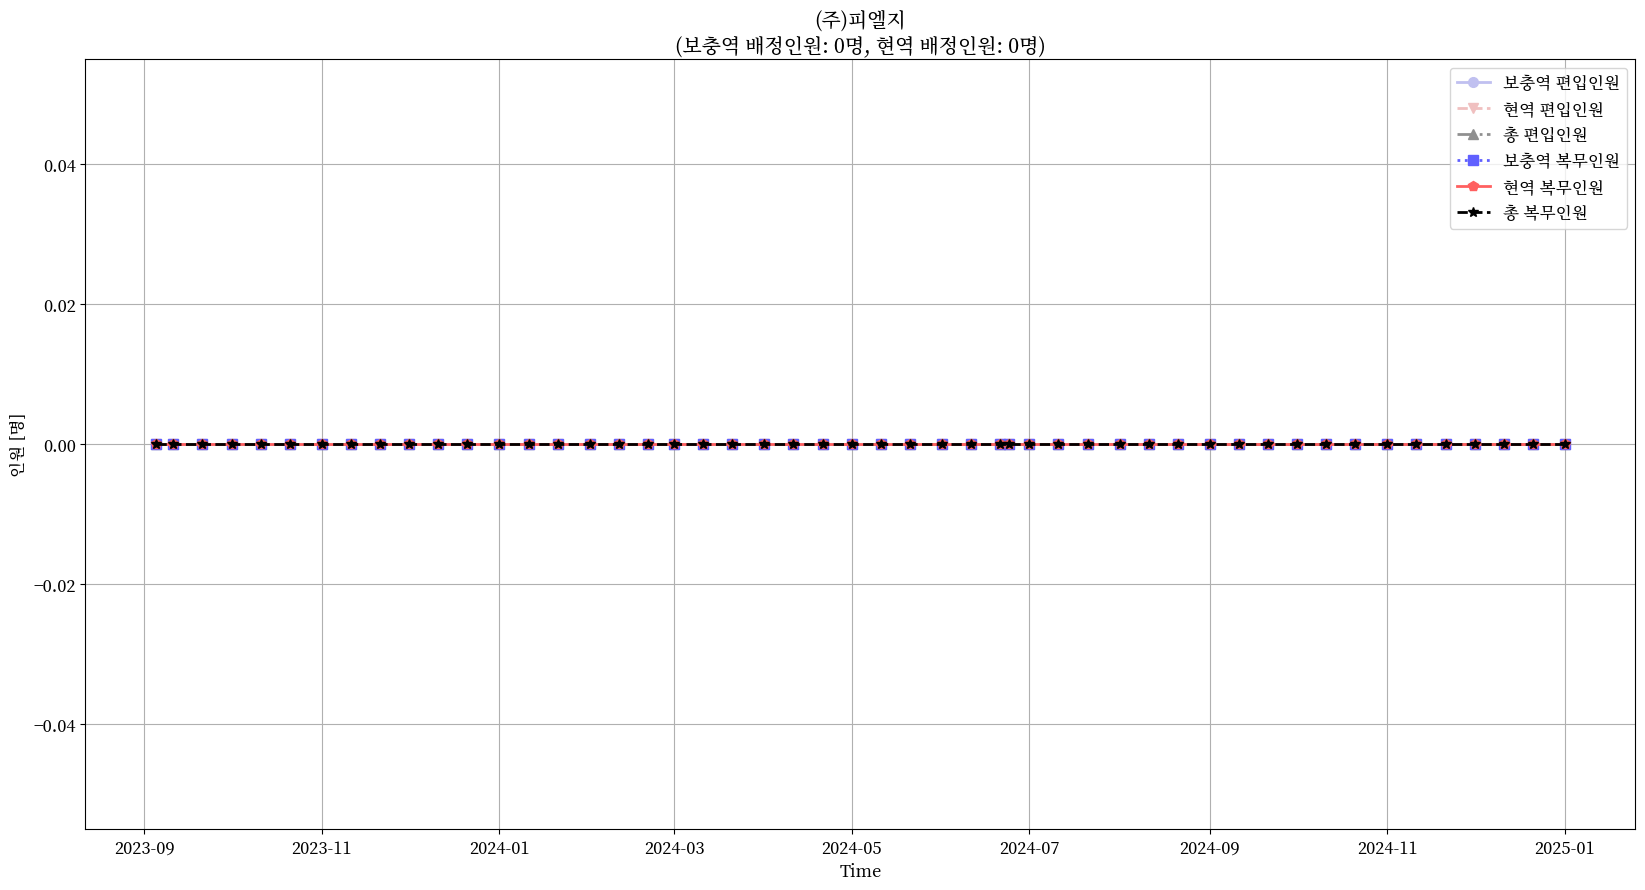 (주)피엘지
(보충역 배정인원: 0명, 현역 배정인원: 0명)
보충역 편입인원
현역 편입인원
총 편입인원
보충역 복무인원
현역 복무인원
총 복무인원
인원 [명]
0.04
0.02
0.00
−0.02
−0.04
2023-09 2023-11 2024-01 2024-03 2024-05 2024-07 2024-09 2024-11 2025-01
Time